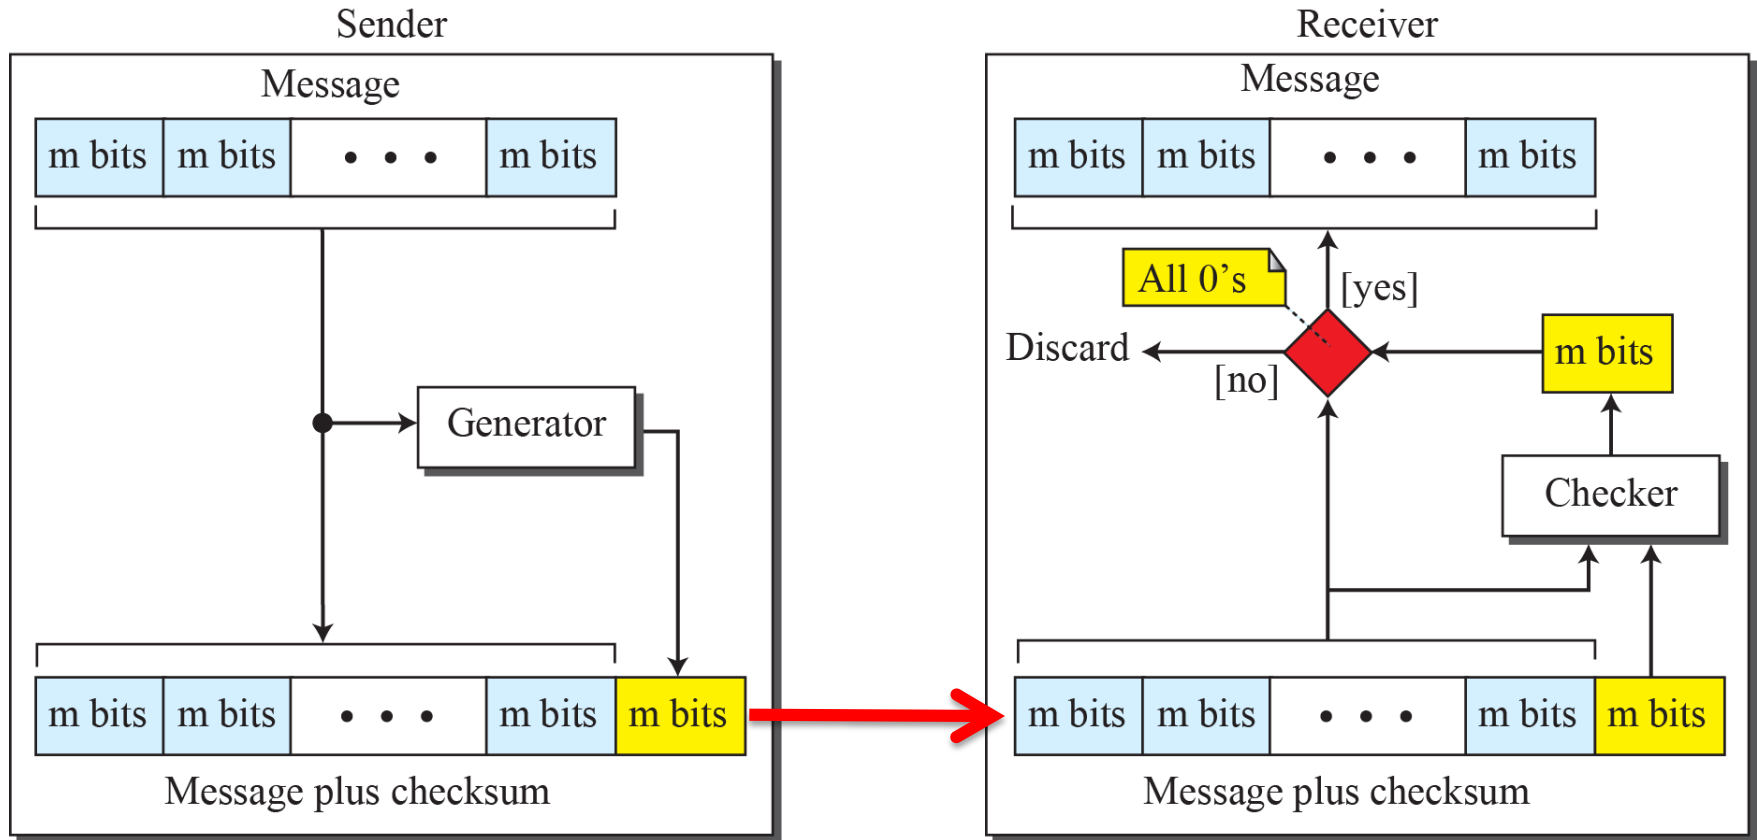 Sender
Message
m bits m bits • • • m bits
Generator
m bits m bits • • • m bits m bits
Message plus checksum
Receiver
Message
m bits m bits • • • m bits
All 0’s
[yes]
Discard
[no]
m bits
Checker
m bits m bits • • • m bits m bits
Message plus checksum